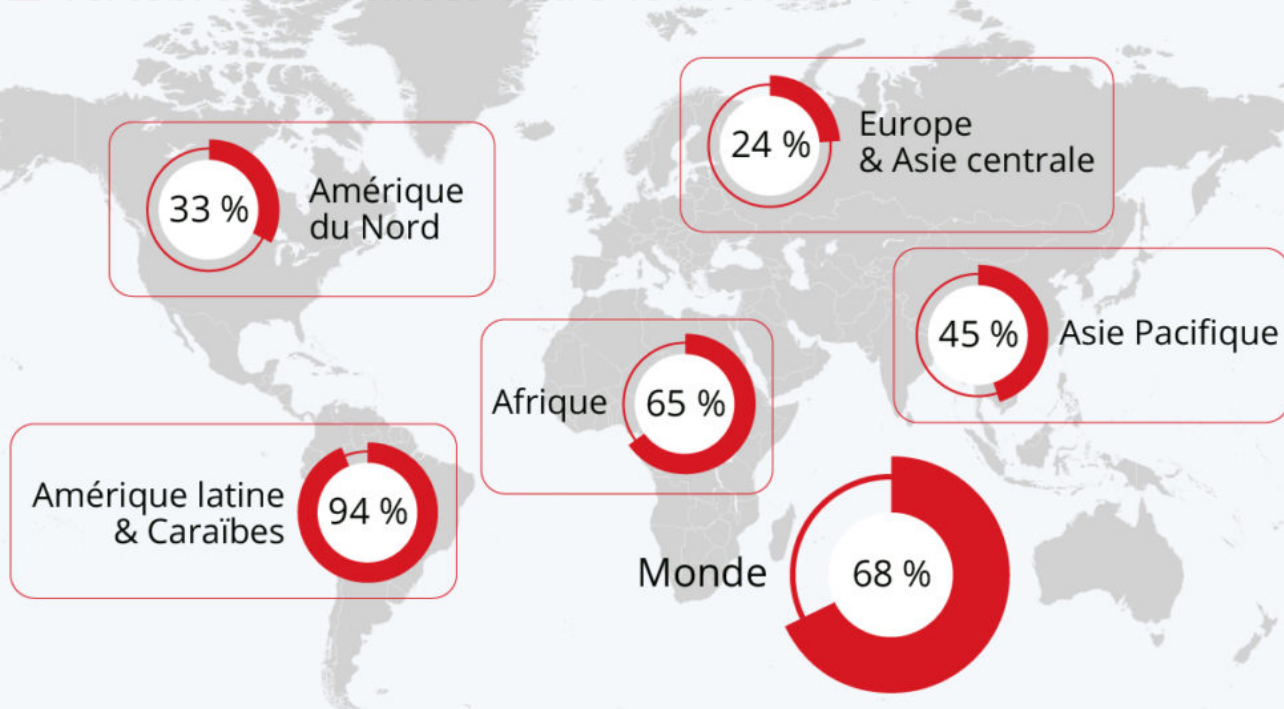 24 %
Europe
& Asie centrale
33 %
Amérique
du Nord
45 %
Asie Pacifique
Afrique
65 %
Amérique latine
& Caraïbes
94 %
Monde
68 %